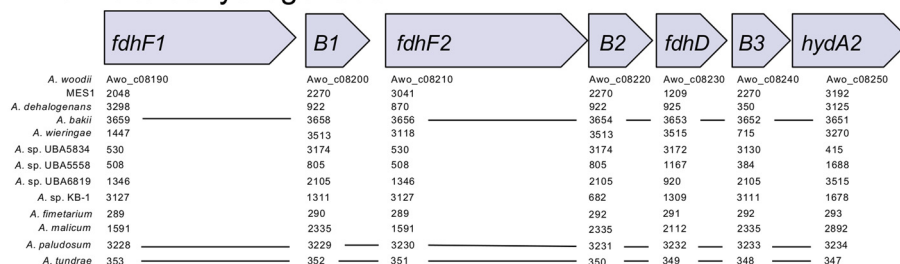 fdhF1 B1 fdhF2 B2 fdhD B3 hydA2
A. woodii Awo_c08190 Awo_c08200 Awo_c08210 Awo_c08220 Awo_c08230 Awo_c08240 Awo_c08250
MES1 2048 2270 3041 2270 1209 2270 3192
A. dehalogenans 3298 922 870 922 925 350 3125
A. bakii 3659 3658 3656 3654 3653 3652 3651
A. wieringae 1447 3513 3118 3513 3515 715 3270
A. sp. UBA5834 530 3174 530 3174 3172 3130 415
A. sp. UBA5558 508 805 508 805 1167 384 1688
A. sp. UBA6819 1346 2105 1346 2105 920 2105 3515
A. sp. KB-1 3127 1311 3127 682 1309 3111 1678
A. fimetarium 289 290 289 292 291 292 293
A. malicum 1591 2335 1591 2335 2112 2335 2892
A. paludosum 3228 3229 3230 3231 3232 3233 3234
A. tundrae 353 352 351 350 349 348 347